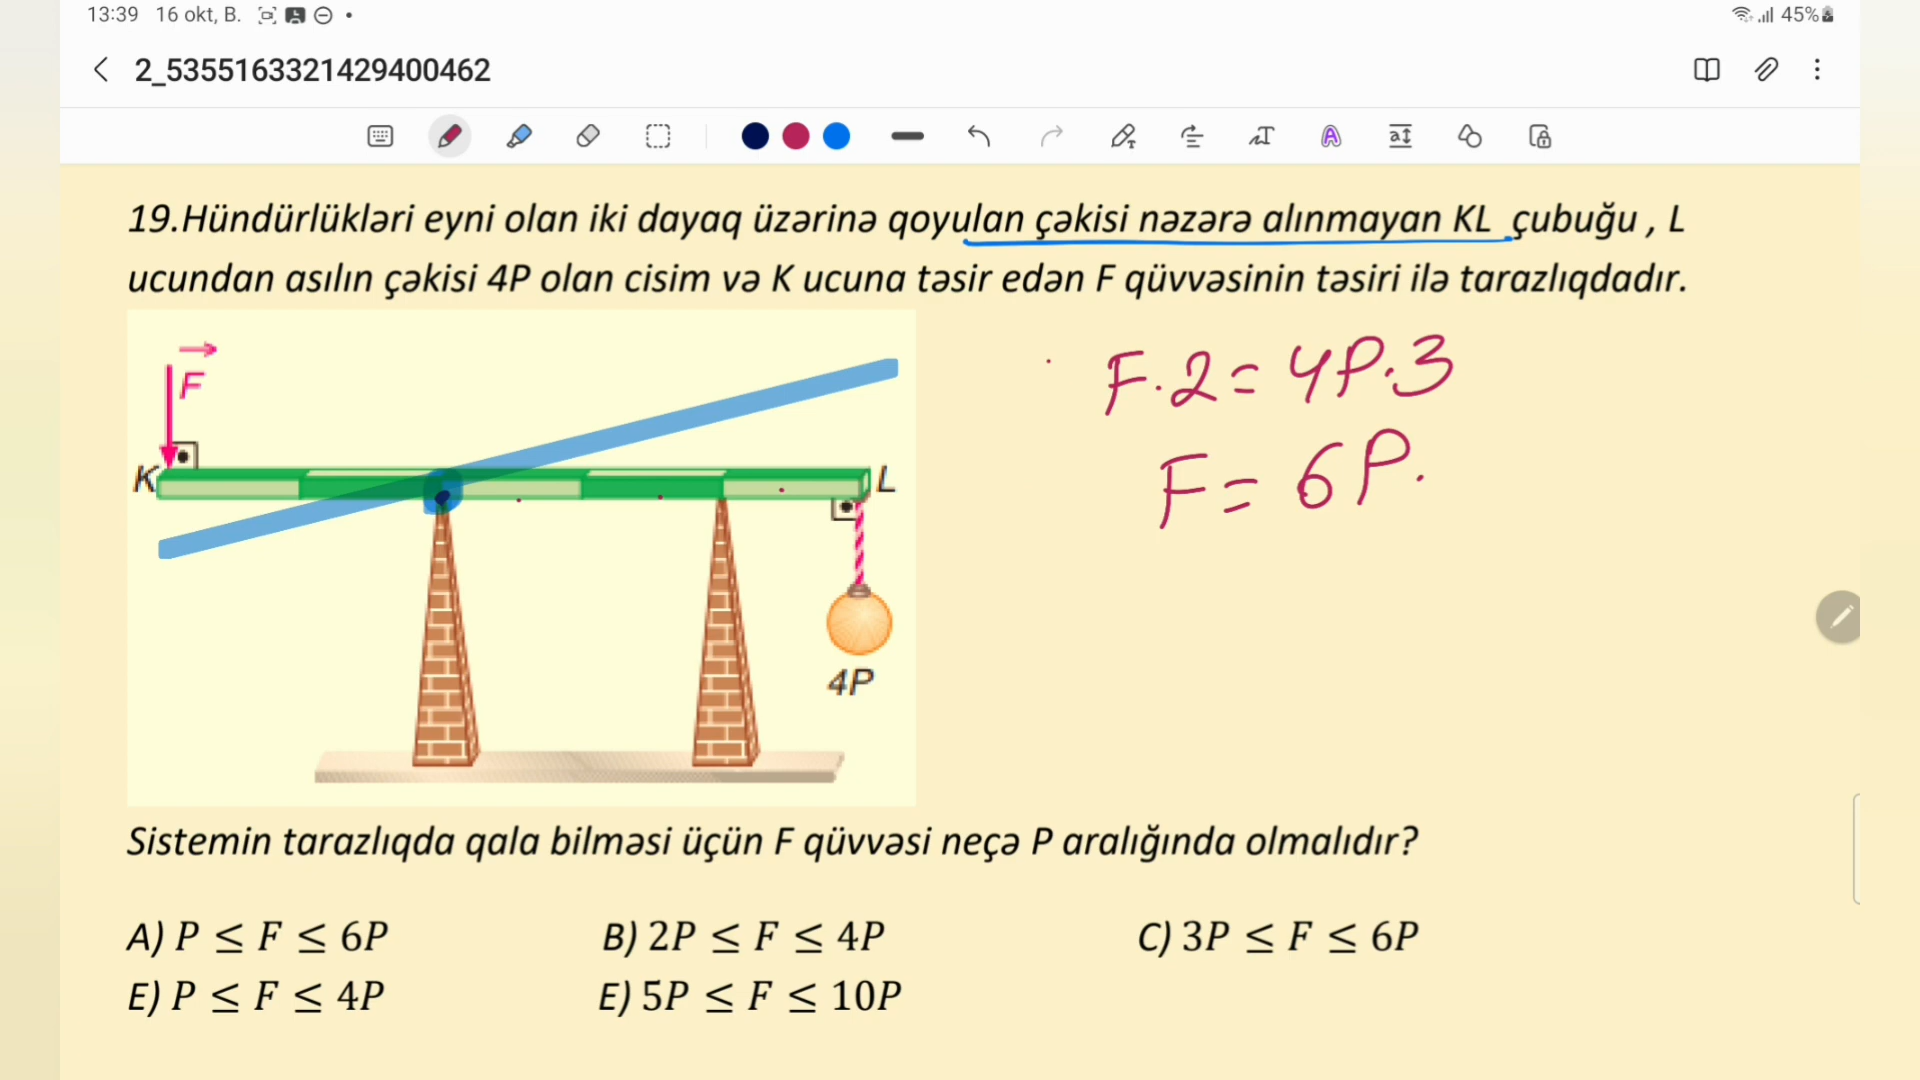 13:39 16 okt, B.
45%
2_5355163321429400462
19.Hündürlükləri eyni olan iki dayaq üzərinə qoyulan çəkisi nəzərə alınmayan KL çubuğu , L
ucundan asılın çəkisi 4P olan cisim və K ucuna təsir edən F qüvvəsinin təsiri ilə tarazlıqdadır.
F
K
L
4P
F·2=4P·3
F=6P.
Sistemin tarazlıqda qala bilməsi üçün F qüvvəsi neçə P aralığında olmalıdır?
A) P ≤ F ≤ 6P B) 2P ≤ F ≤ 4P C) 3P ≤ F ≤ 6P
E) P ≤ F ≤ 4P E) 5P ≤ F ≤ 10P